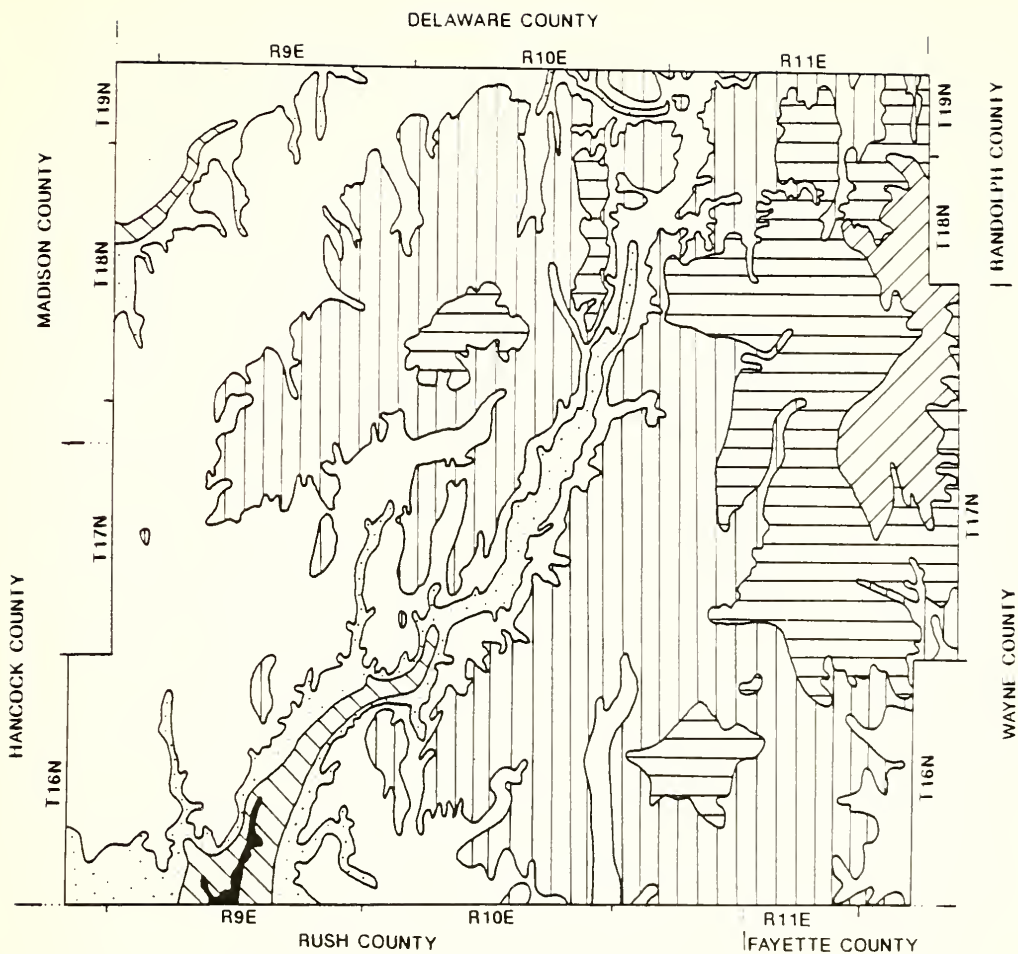 DELAWARE COUNTY
R9E
R10E
R11E
T19N
T19N
MADISON COUNTY
RANDOLPH COUNTY
T18N
T18N
T17N
T17N
HANCOCK COUNTY
WAYNE COUNTY
T16N
T16N
R9E
R10E
R11E
RUSH COUNTY
FAYETTE COUNTY